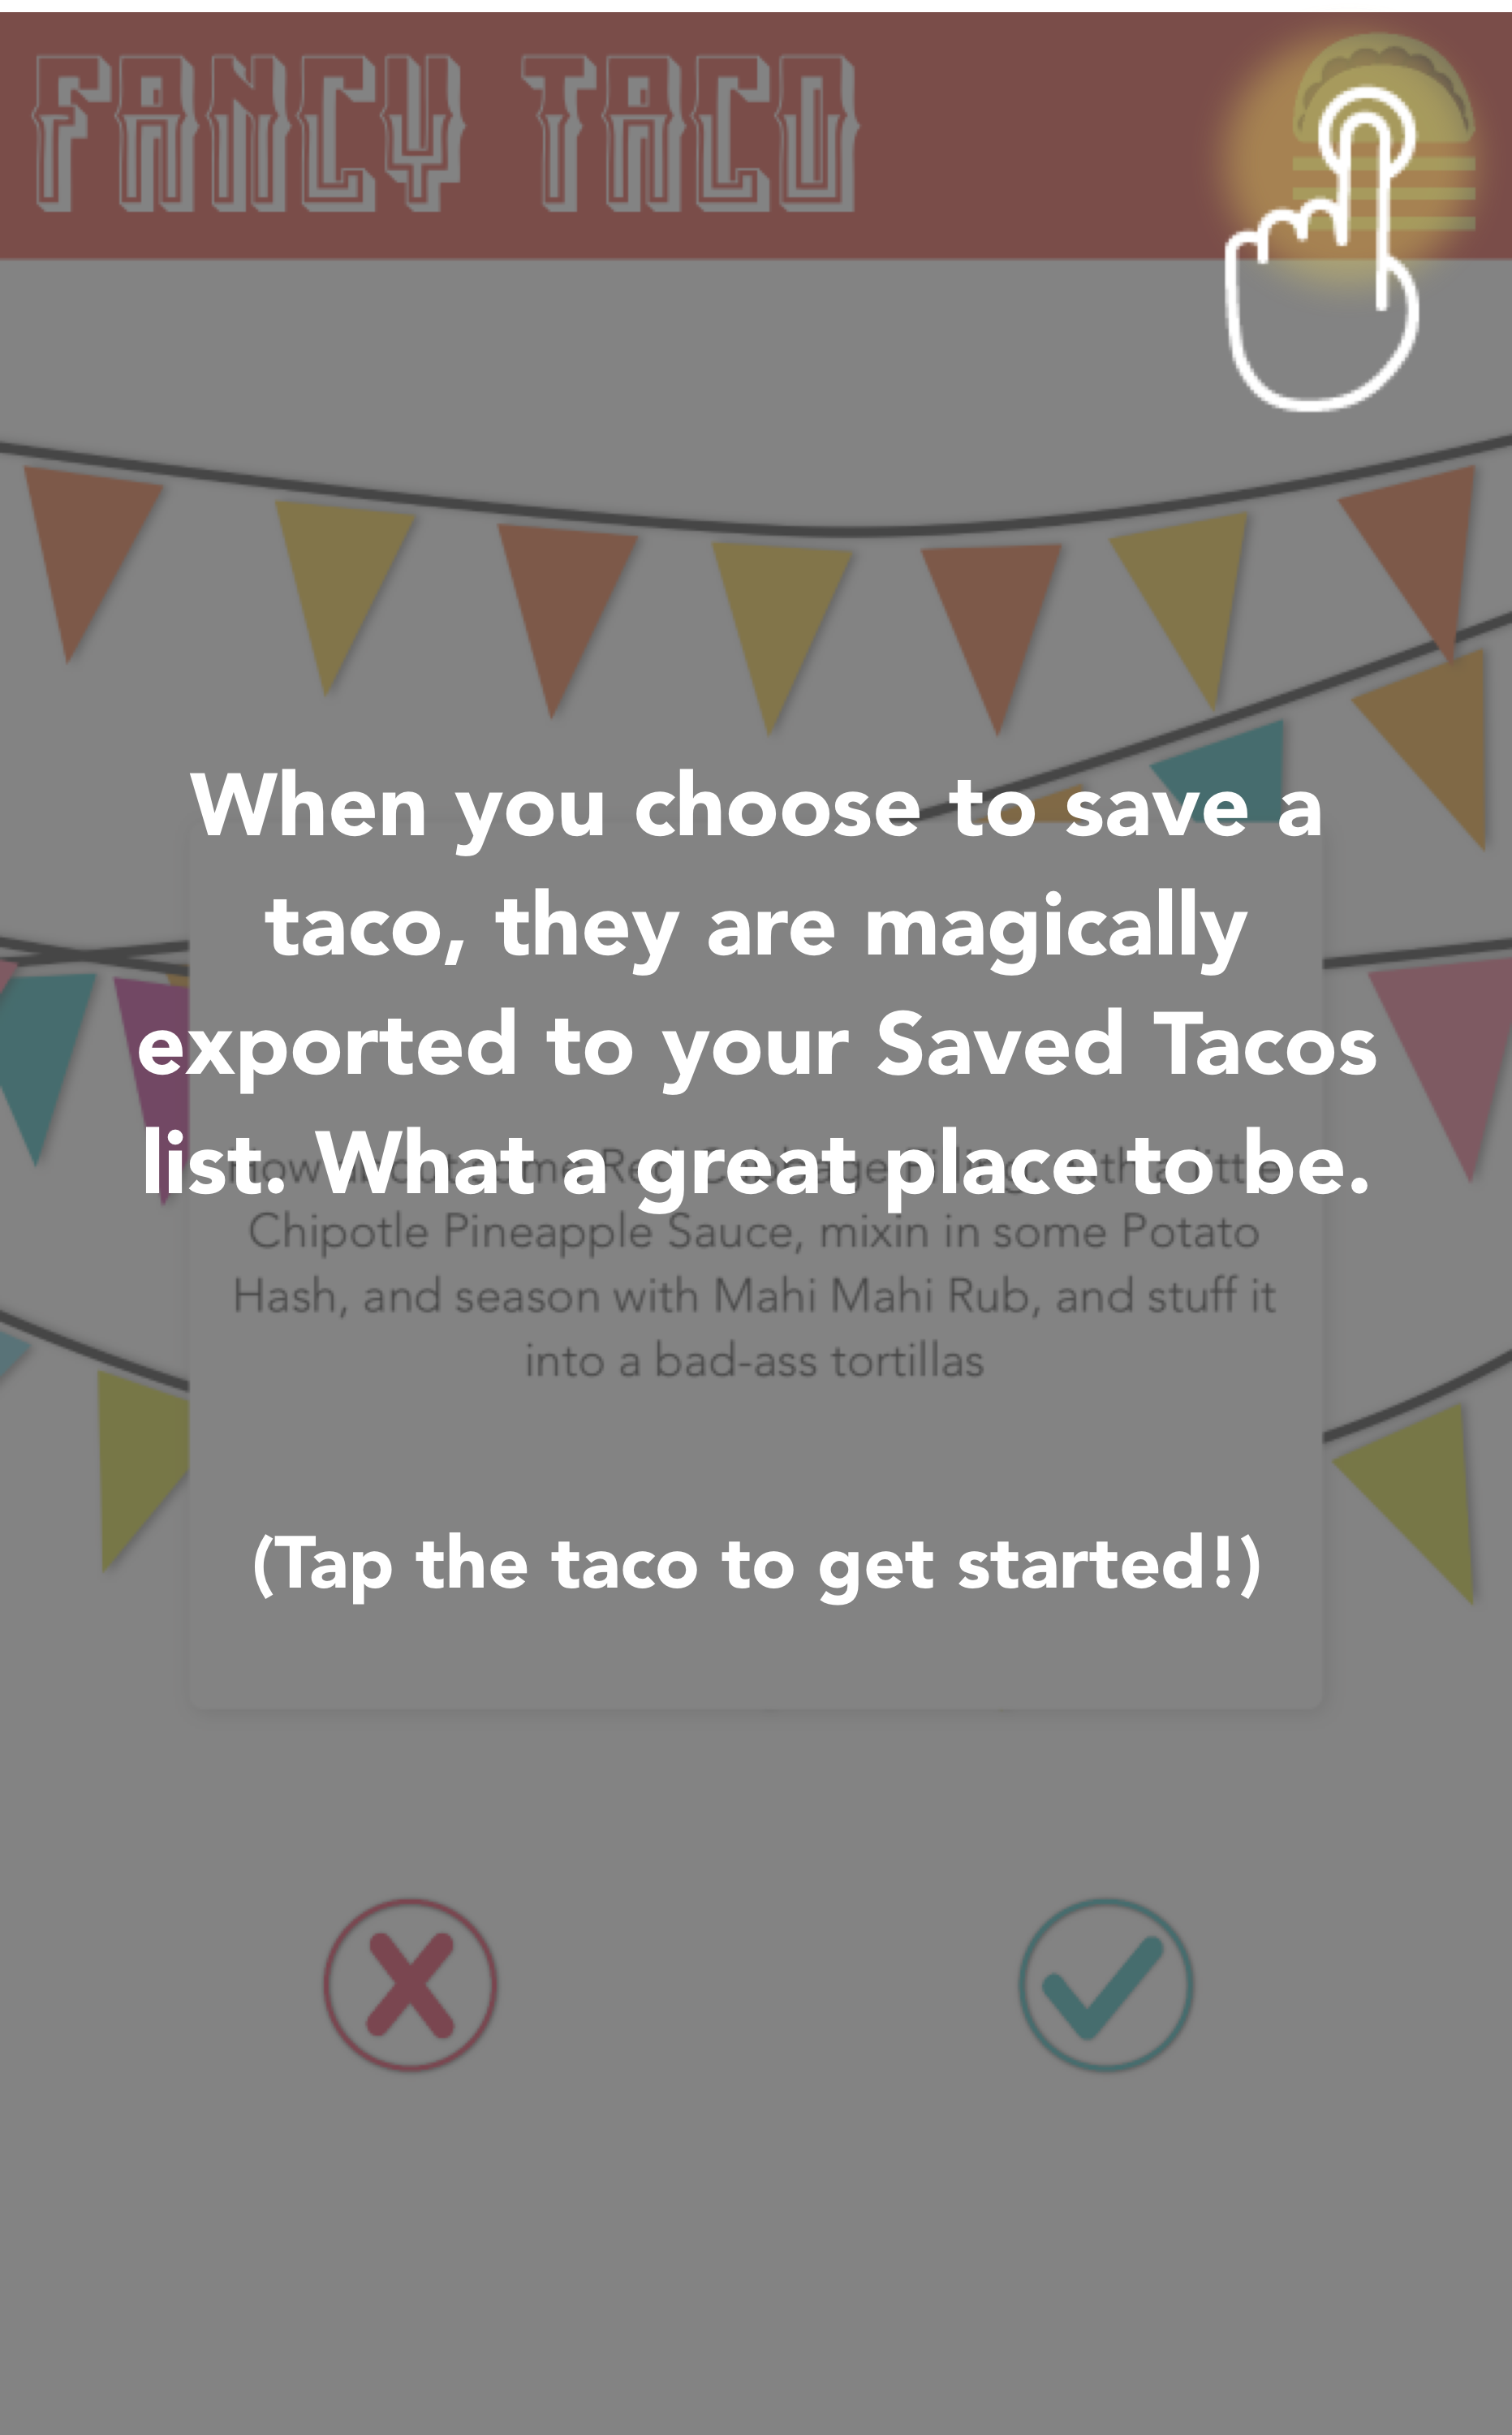 FANCY TACO
When you choose to save a
taco, they are magically
exported to your Saved Tacos
list. What a great place to be.
Chipotle Pineapple Sauce, mixin in some Potato
Hash, and season with Mahi Mahi Rub, and stuff it
into a bad-ass tortillas
(Tap the taco to get started!)